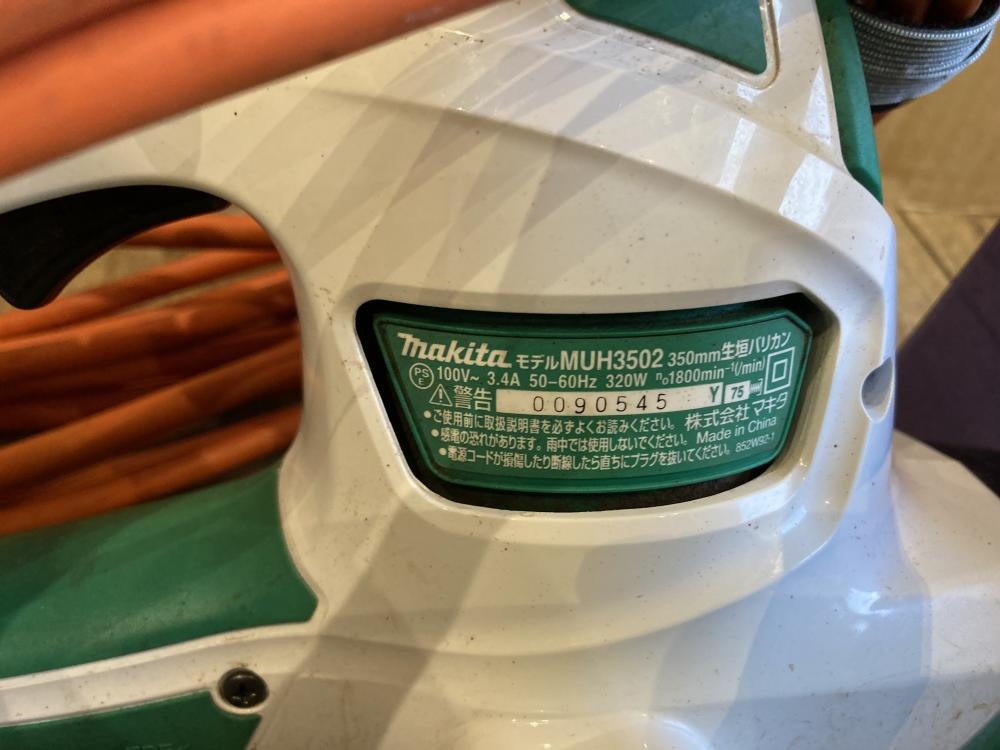 makita モデル MUH3502 350mm生垣バリカン
PSE 100V~ 3.4A 50-60Hz 320W n₀1800min⁻¹(/min)
⚠警告 0090545 Y 75
●ご使用前に取扱説明書を必ずよくお読みください。 株式会社マキタ
●感電の恐れがあります。雨中では使用しないでください。 Made in China
●電源コードが損傷したり断線したら直ちにプラグを抜いてください。 852W92-1